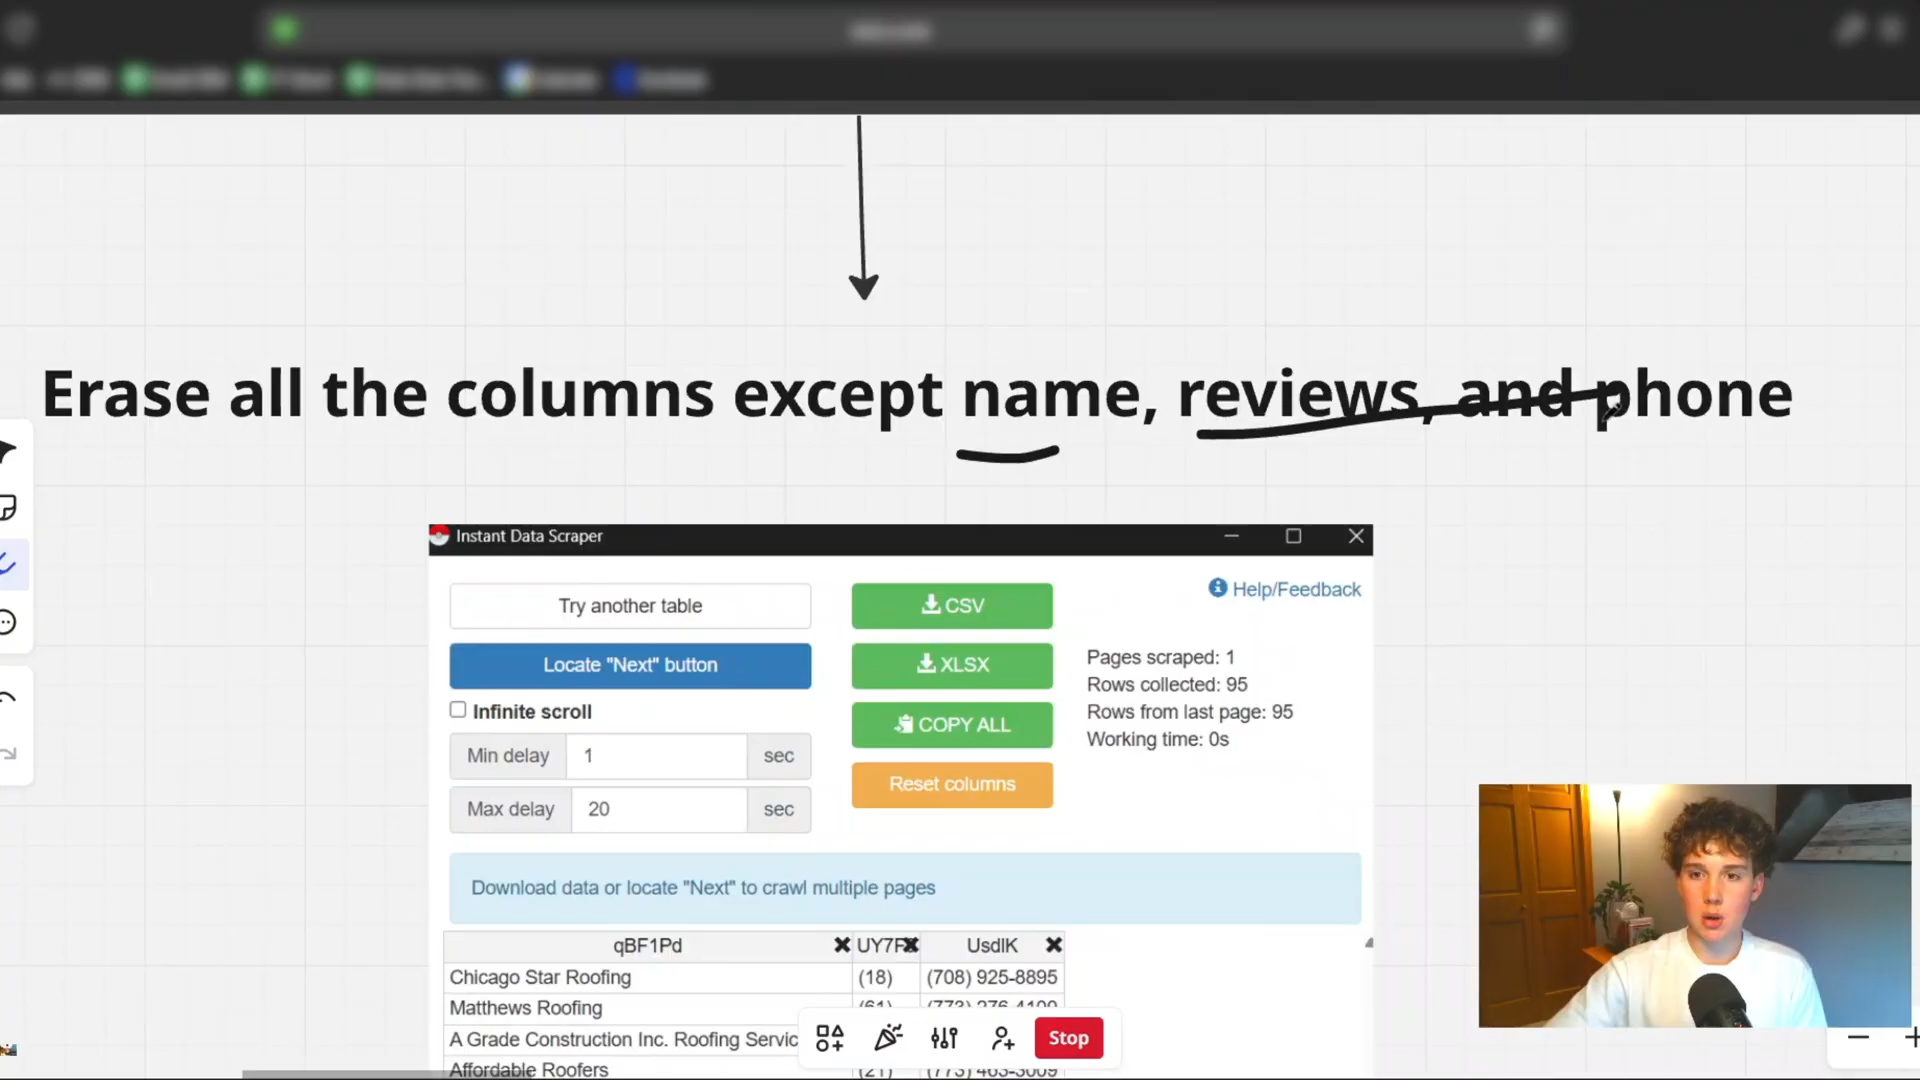 Erase all the columns except name, reviews, and phone
Instant Data Scraper
Try another table
CSV
Help/Feedback
Locate "Next" button
XLSX
Pages scraped: 1
Rows collected: 95
Infinite scroll
COPY ALL
Rows from last page: 95
Min delay 1 sec
Working time: 0s
Reset columns
Max delay 20 sec
Download data or locate "Next" to crawl multiple pages
qBF1Pd UsdlK
Chicago Star Roofing (18) (708) 925-8895
Matthews Roofing
A Grade Construction Inc. Roofing Servic
Stop
Affordable Roofers